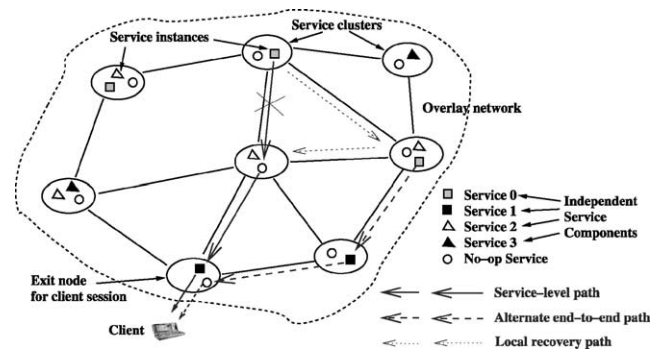 Service clusters
Service instances
Overlay network
Service 0
Independent
Service 1
Service
Service 2
Components
Service 3
No-op Service
Exit node
for client session
Client
Service-level path
Alternate end-to-end path
Local recovery path